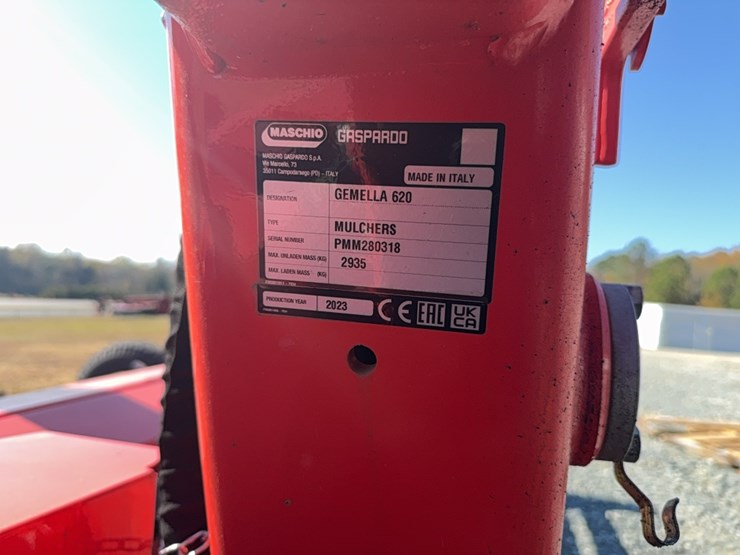 MASCHIO GASPARDO
MASCHIO GASPARDO S.p.A.
Via Marcello, 73
35011 Campodarsego (PD) - ITALY
MADE IN ITALY
DESIGNATION GEMELLA 620
TYPE MULCHERS
SERIAL NUMBER PMM280318
MAX. UNLADEN MASS (KG) 2935
MAX. LADEN MASS (KG)
PRODUCTION YEAR 2023 CE EAC UK
CA